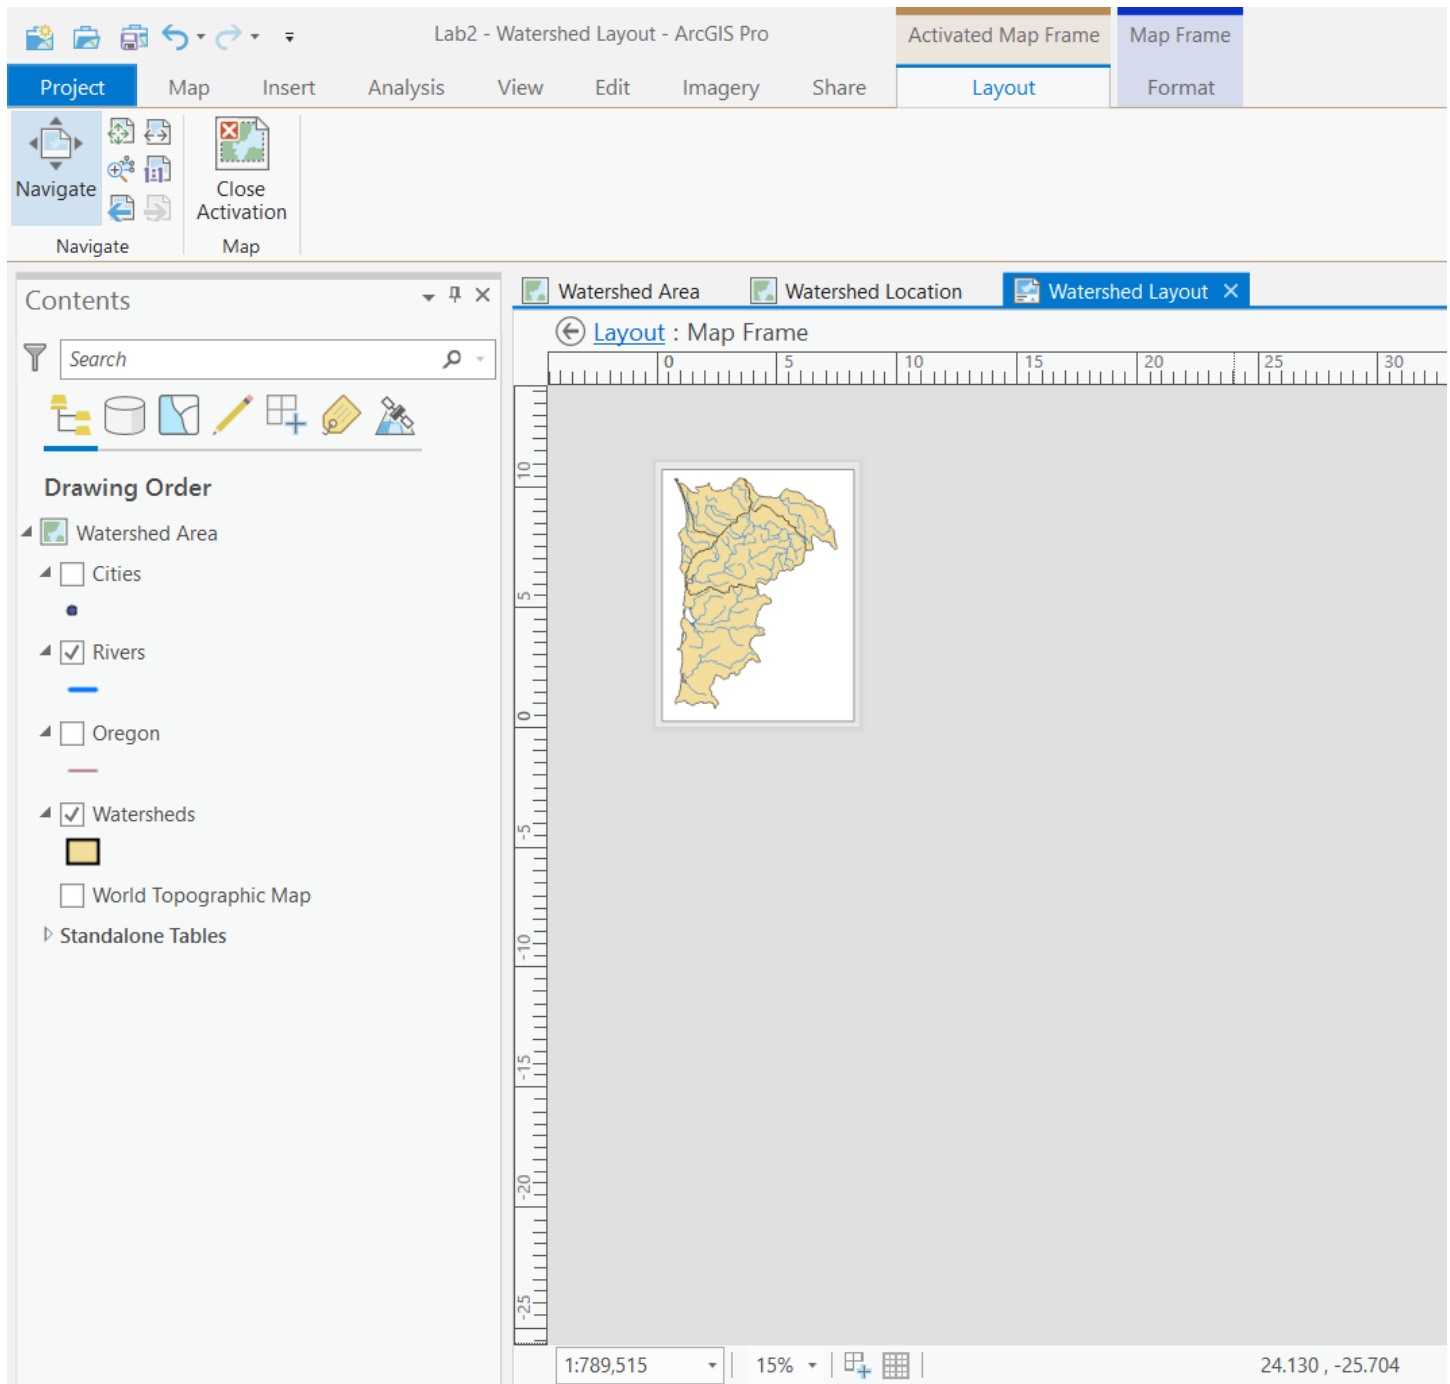 Lab2 - Watershed Layout - ArcGIS Pro
Activated Map Frame
Map Frame
Project Map Insert Analysis View Edit Imagery Share Layout Format
Navigate
Close
Activation
Navigate
Map
Contents
Search
Drawing Order
Watershed Area
Cities
Rivers
Oregon
Watersheds
World Topographic Map
Standalone Tables
Watershed Area
Watershed Location
Watershed Layout
Layout : Map Frame
0 5 10 15 20 25 30
10
5
0
-5
-10
-15
-20
-25
1:789,515
15%
24.130 , -25.704